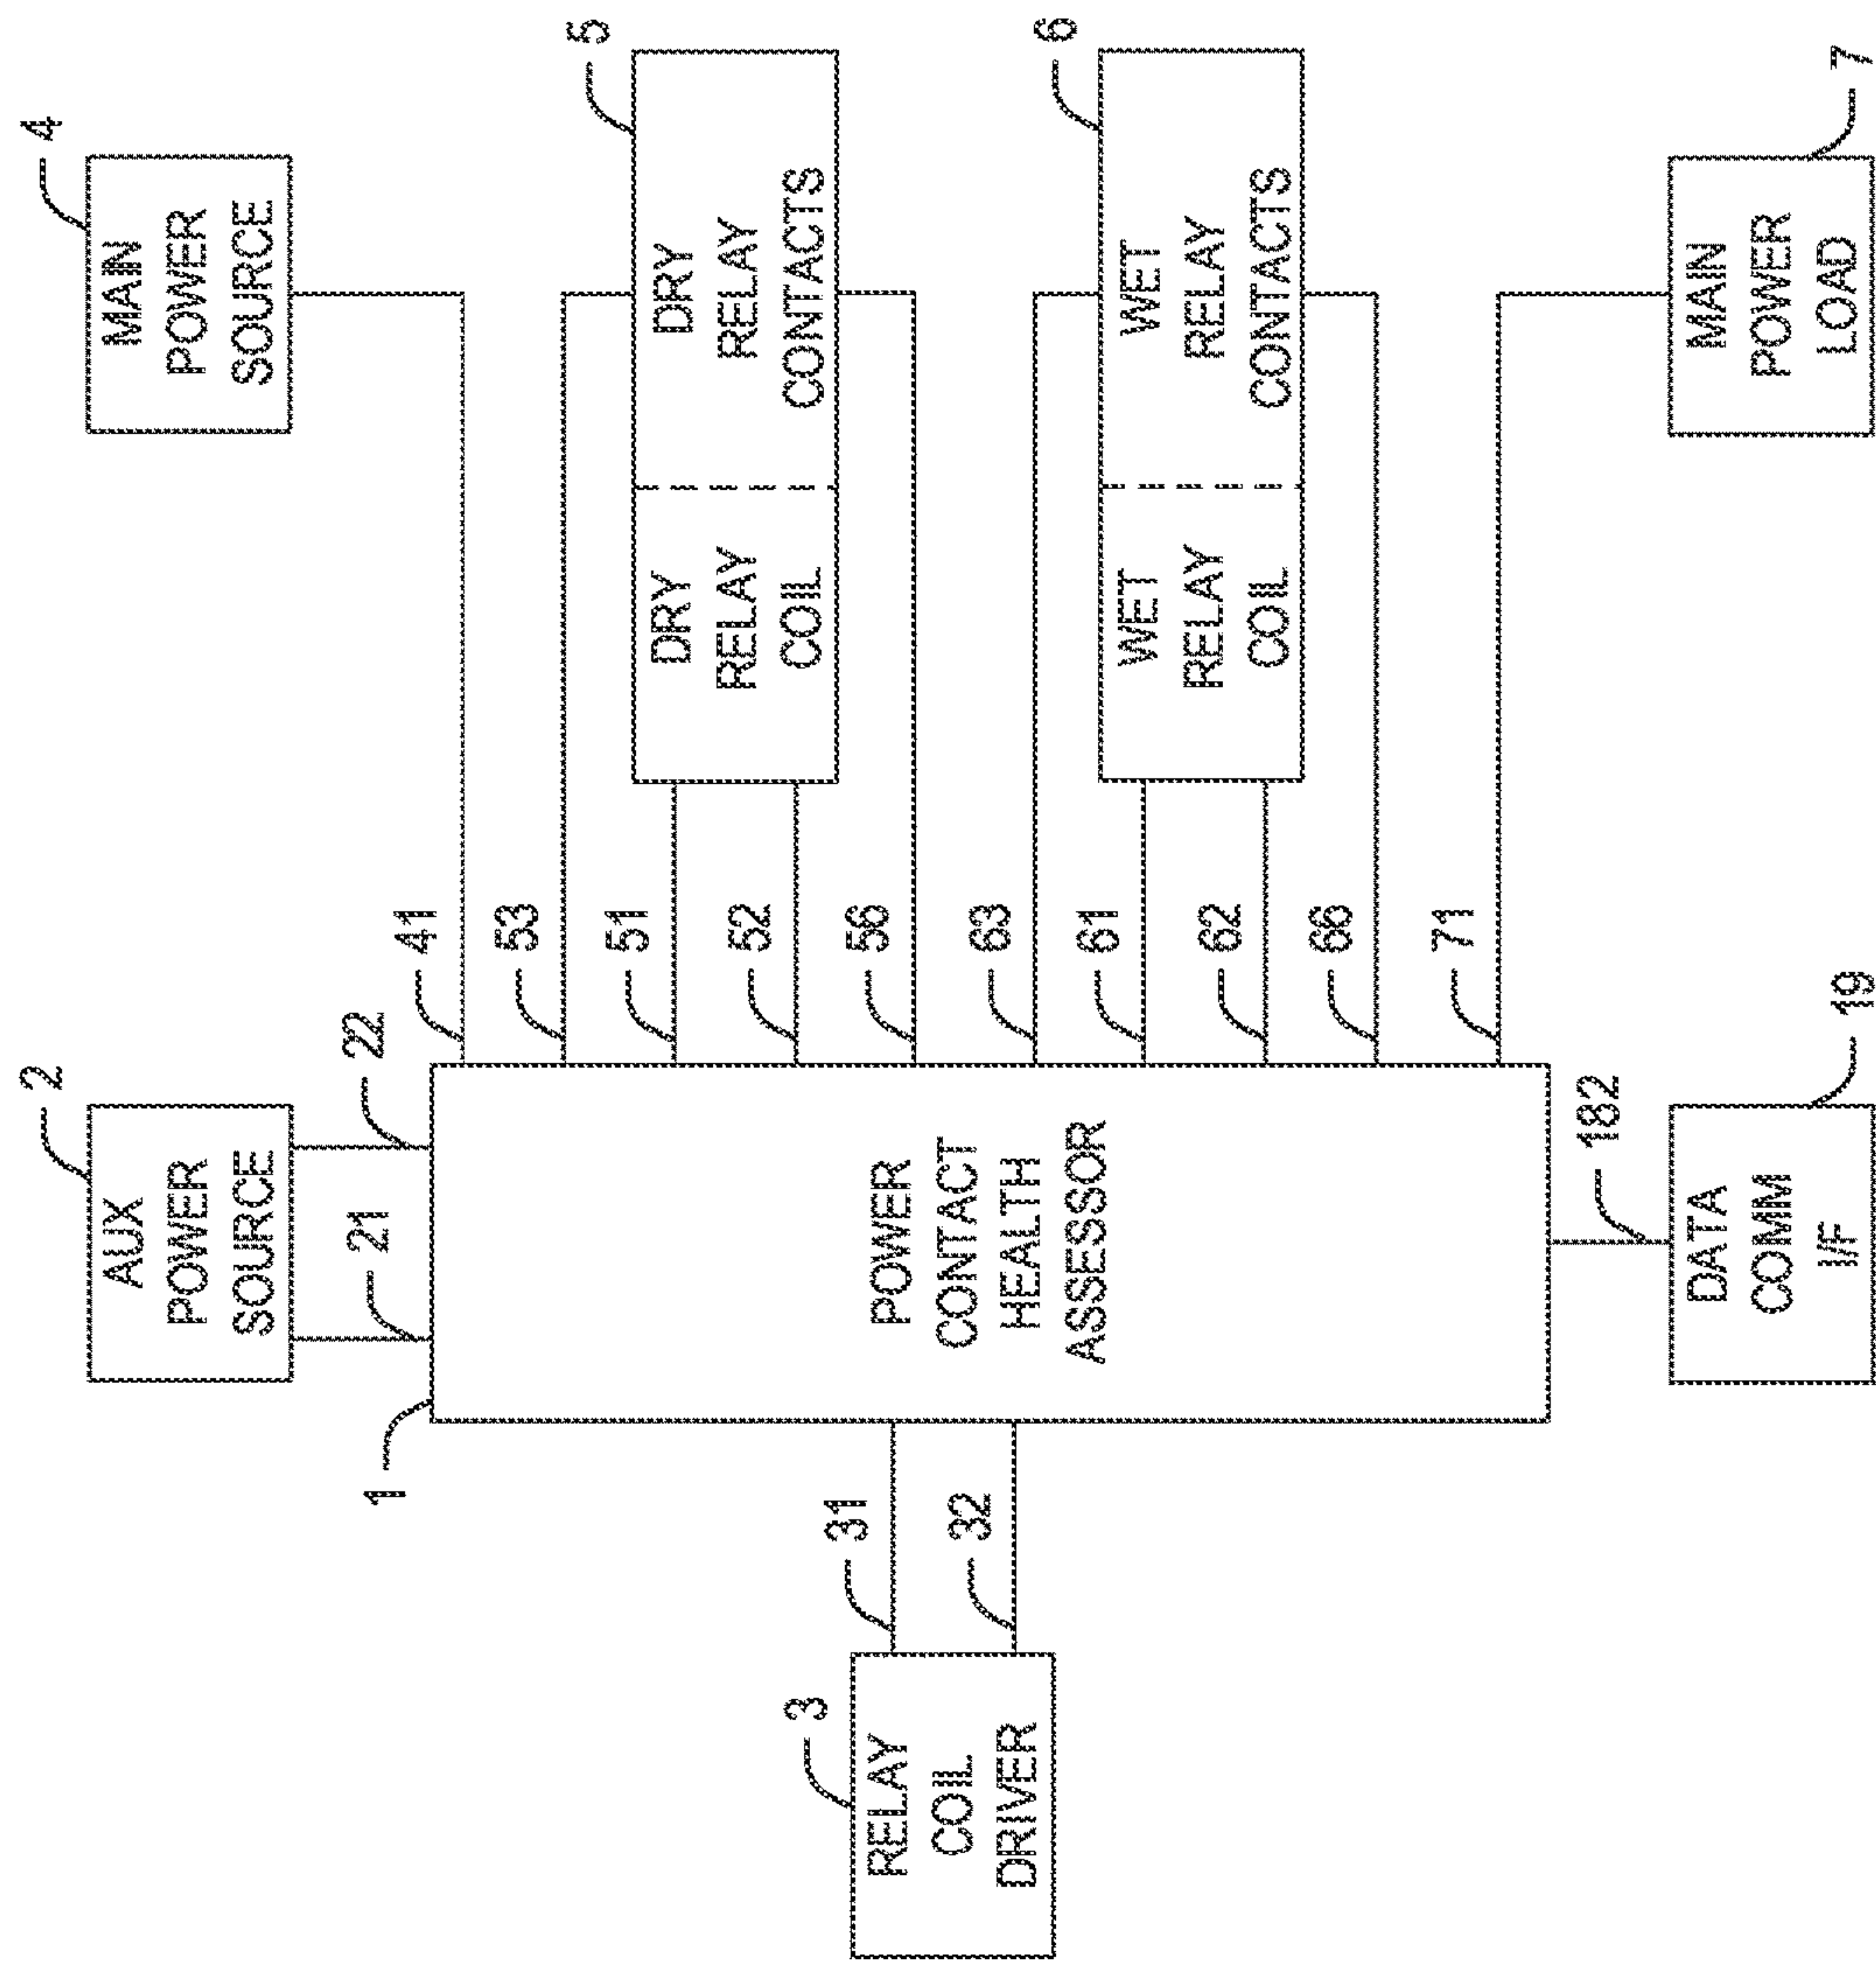 2
AUX
POWER
SOURCE
4
MAIN
POWER
SOURCE
21
22
1
41
53
51
52
56
63
61
62
66
71
5
DRY
RELAY
COIL
DRY
RELAY
CONTACTS
3
RELAY
COIL
DRIVER
31
32
POWER
CONTACT
HEALTH
ASSESSOR
6
WET
RELAY
COIL
WET
RELAY
CONTACTS
182
19
DATA
COMM
I/F
7
MAIN
POWER
LOAD